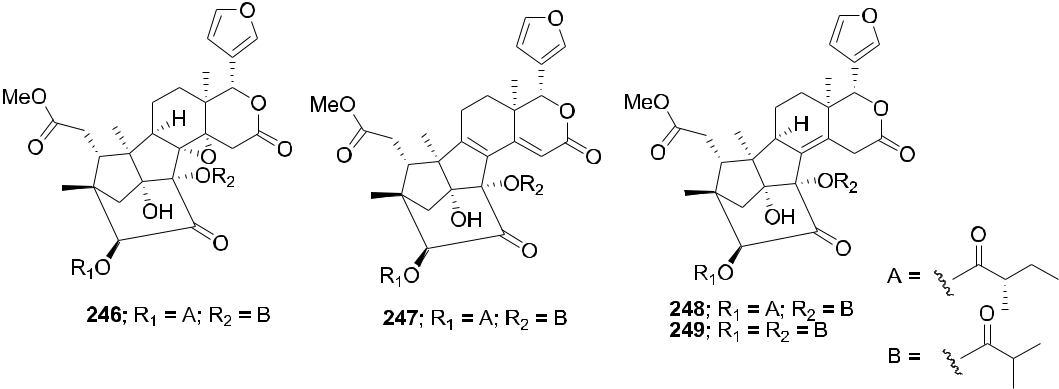 O
O
O
MeO
O
H
O
O
O
OR2
OH
O
R1O
MeO
O
O
O
OR2
OH
O
R1O
MeO
O
H
O
O
OR2
OH
O
R1O
246; R1 = A; R2 = B
247; R1 = A; R2 = B
248; R1 = A; R2 = B
249; R1 = R2 = B
A =
O
B =
O